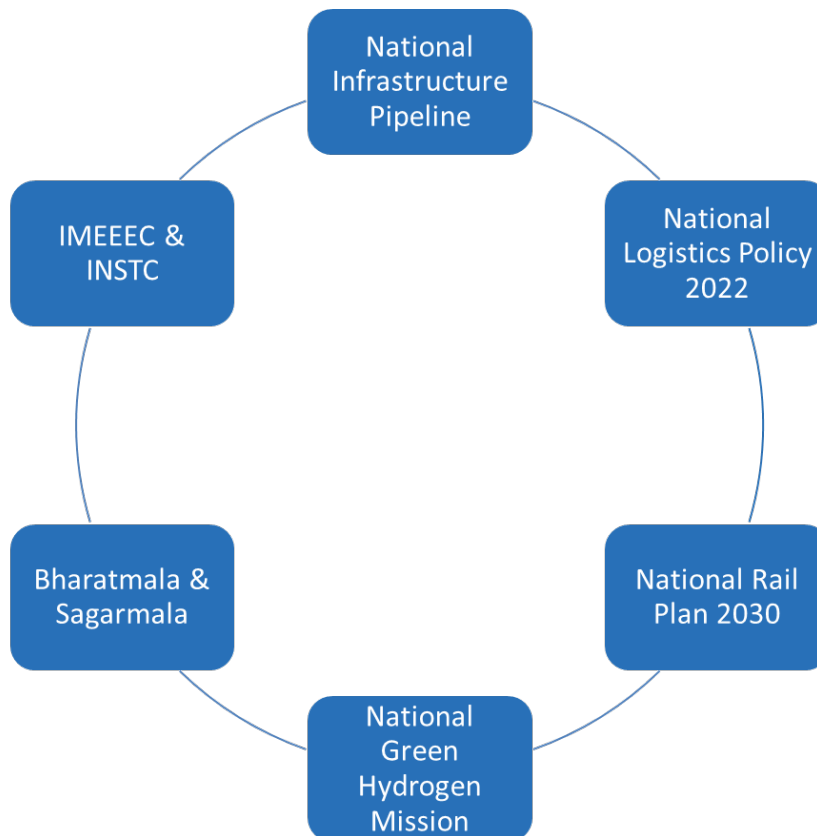 National
Infrastructure
Pipeline
National
Logistics Policy
2022
National Rail
Plan 2030
National
Green
Hydrogen
Mission
Bharatmala &
Sagarmala
IMEEEC &
INSTC